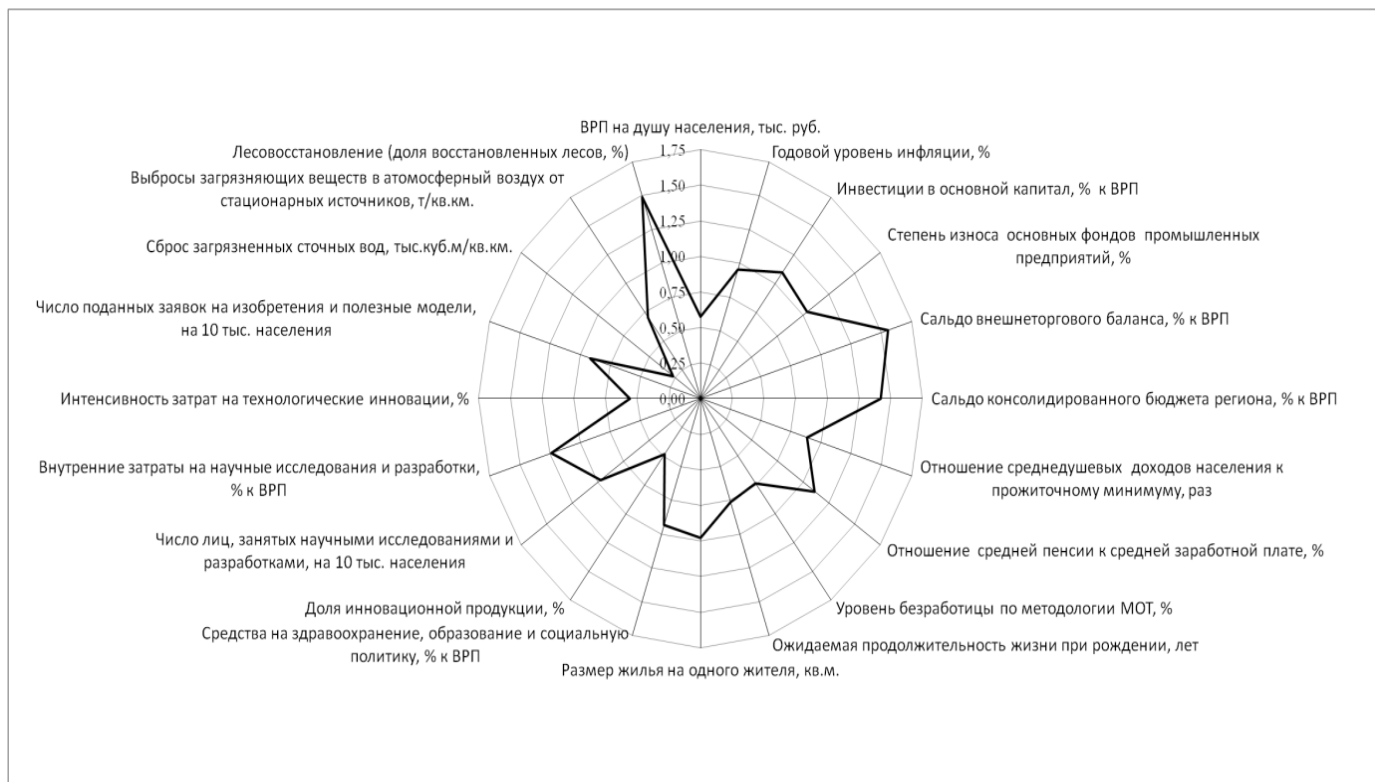 ВРП на душу населения, тыс. руб.
Годовой уровень инфляции, %
Инвестиции в основной капитал, % к ВРП
Степень износа основных фондов промышленных
предприятий, %
Сальдо внешнеторгового баланса, % к ВРП
Сальдо консолидированного бюджета региона, % к ВРП
Отношение среднедушевых доходов населения к
прожиточному минимуму, раз
Отношение средней пенсии к средней заработной плате, %
Уровень безработицы по методологии МОТ, %
Ожидаемая продолжительность жизни при рождении, лет
Размер жилья на одного жителя, кв.м.
Средства на здравоохранение, образование и социальную
политику, % к ВРП
Доля инновационной продукции, %
Число лиц, занятых научными исследованиями и
разработками, на 10 тыс. населения
Внутренние затраты на научные исследования и разработки,
% к ВРП
Интенсивность затрат на технологические инновации, %
Число поданных заявок на изобретения и полезные модели,
на 10 тыс. населения
Сброс загрязненных сточных вод, тыс.куб.м/кв.км.
Выбросы загрязняющих веществ в атомосферный воздух от
стационарных источников, т/кв.км.
Лесовосстановление (доля восстановленных лесов, %)
1,75
1,50
1,25
1,00
0,75
0,50
0,25
0,00